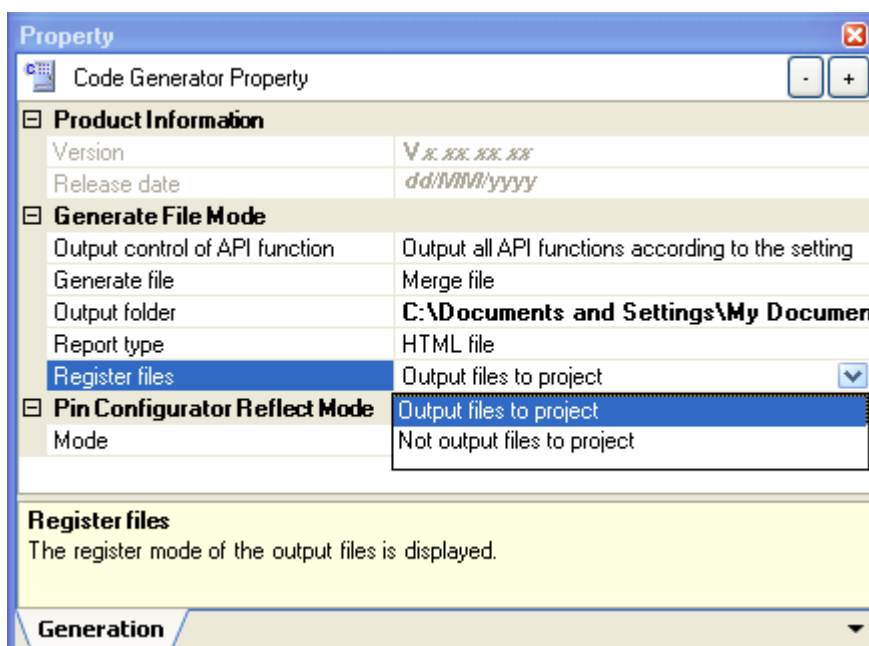 Property
Code Generator Property
- +
Product Information
Version V x.xx.xx.xx
Release date dd/MM/yyyy
Generate File Mode
Output control of API function Output all API functions according to the setting
Generate file Merge file
Output folder C:\Documents and Settings\My Documen
Report type HTML file
Register files Output files to project
Pin Configurator Reflect Mode Output files to project
Mode Not output files to project
Register files
The register mode of the output files is displayed.
Generation